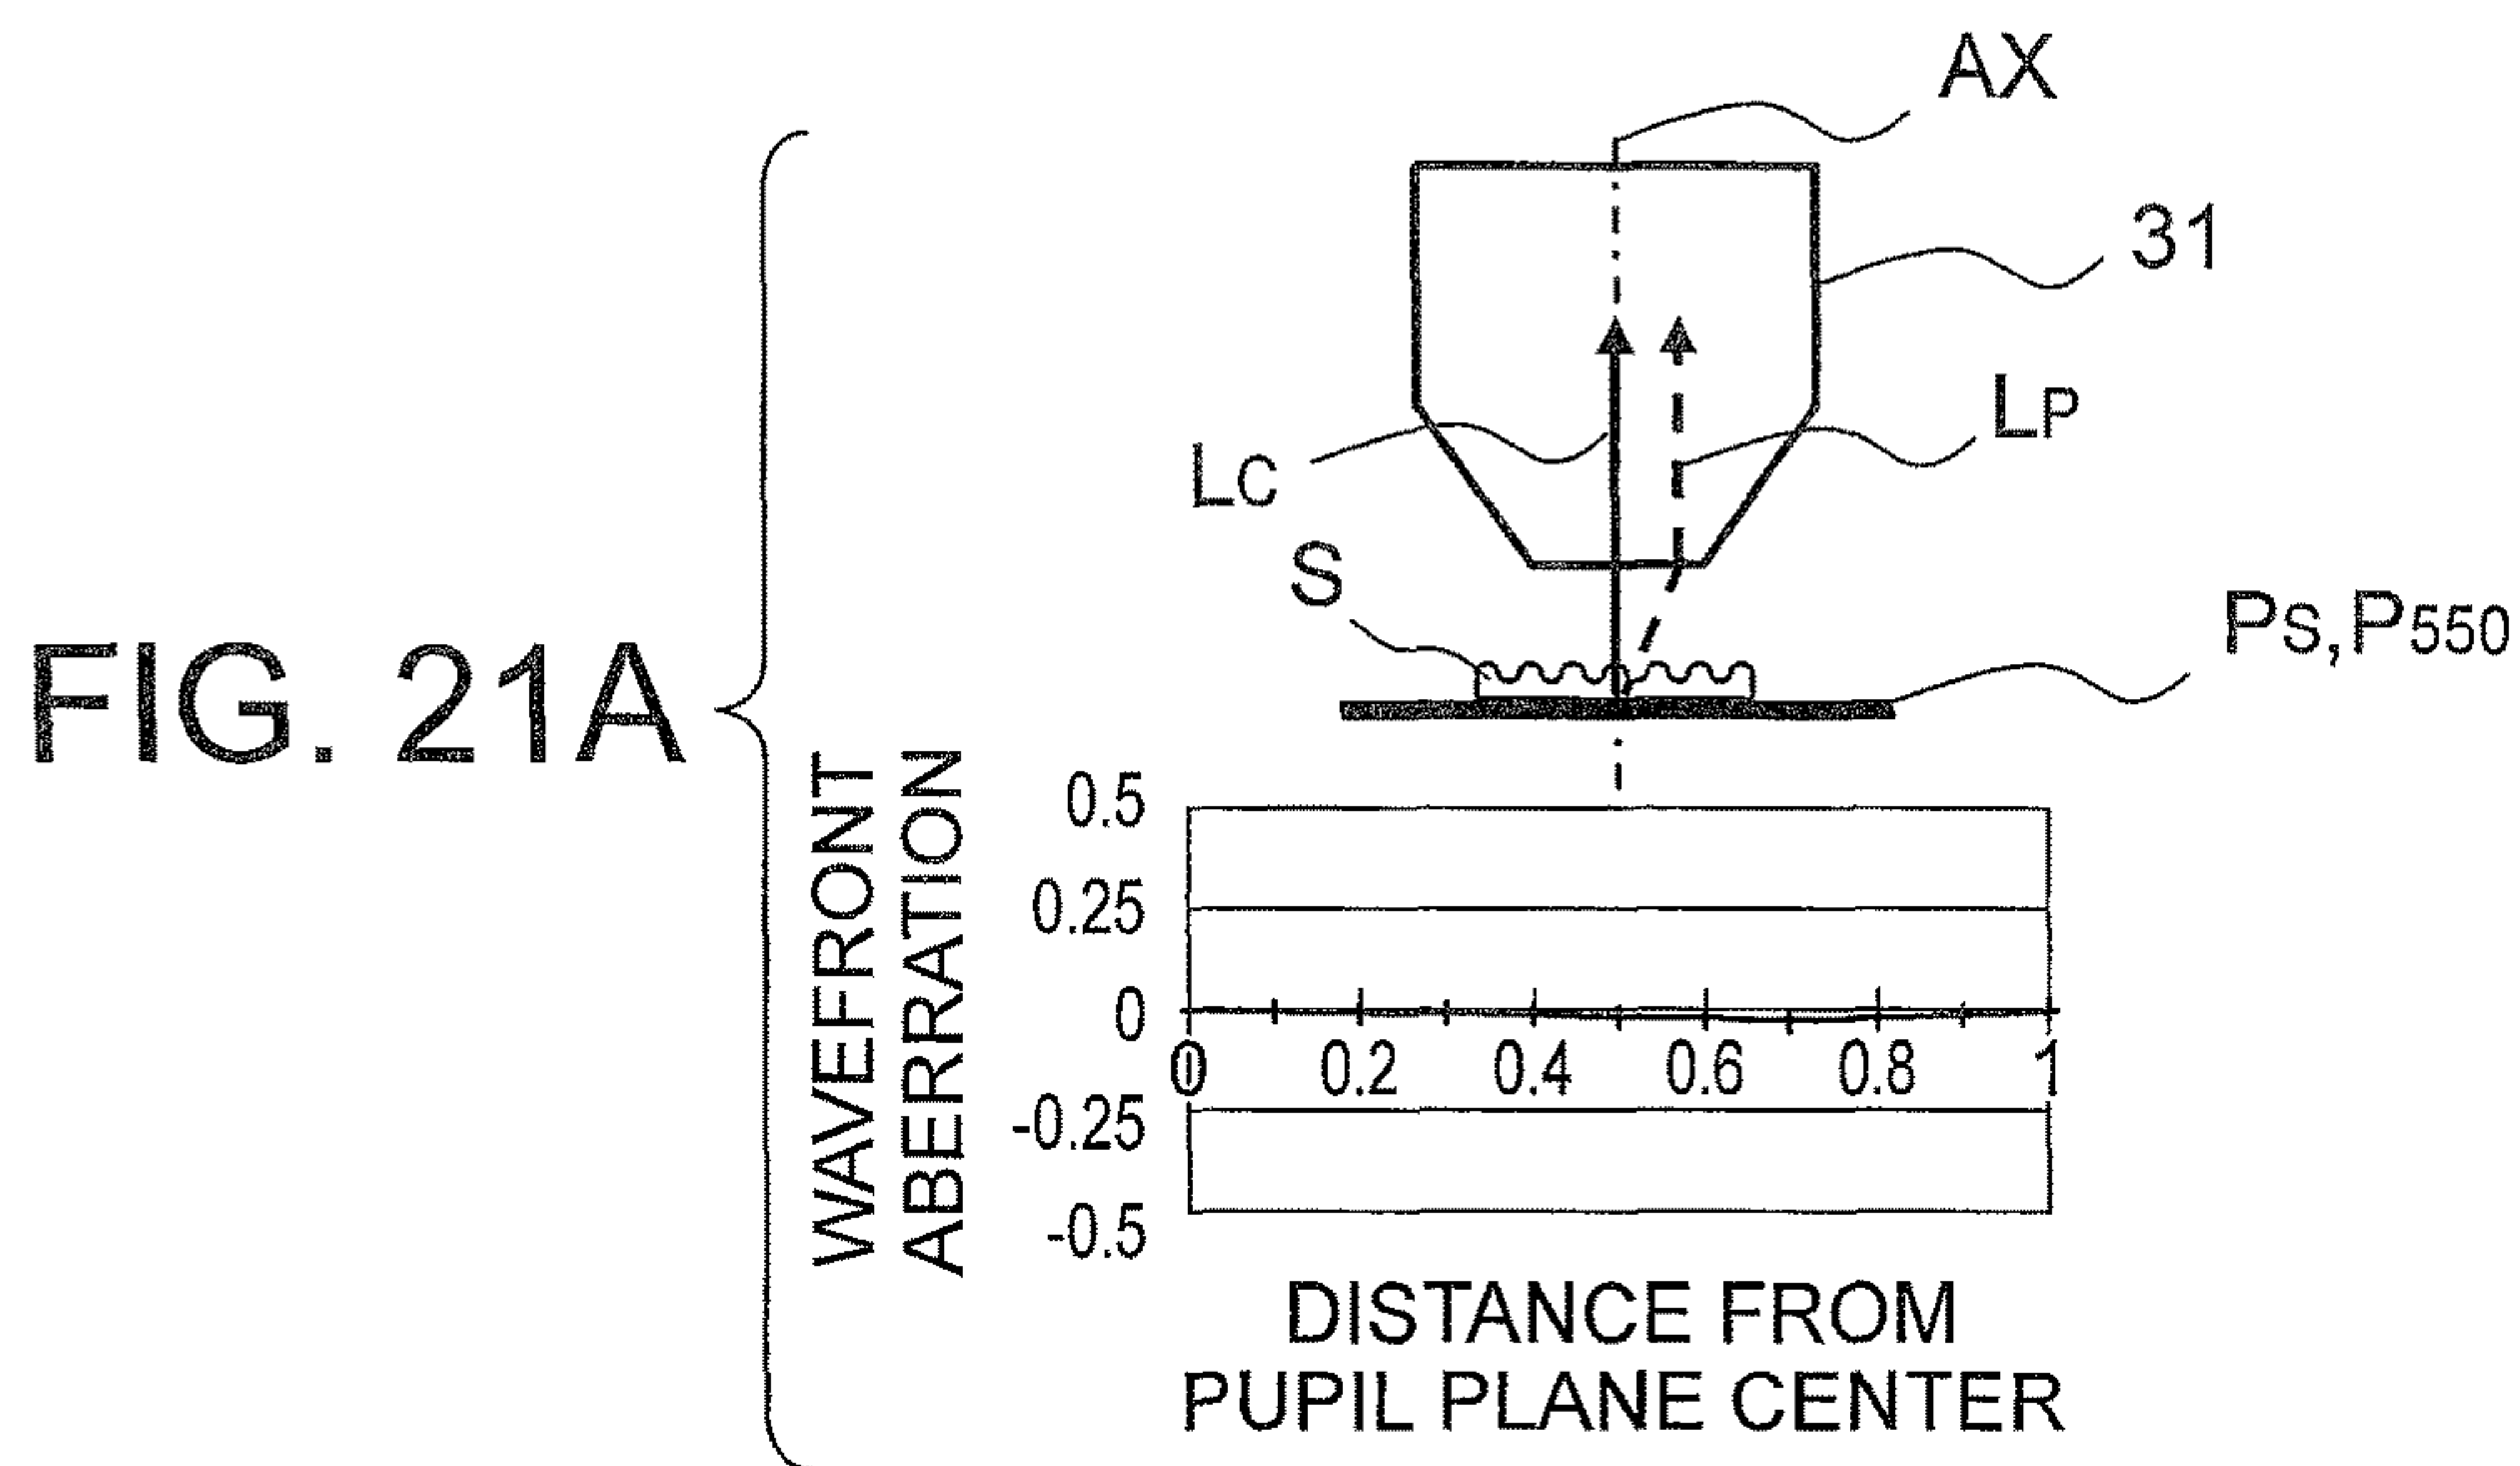 FIG. 21A
AX
31
LP
LC
S
PS,P550
WAVEFRONT
ABERRATION
0.5
0.25
0
-0.25
-0.5
0 0.2 0.4 0.6 0.8 1
DISTANCE FROM
PUPIL PLANE CENTER